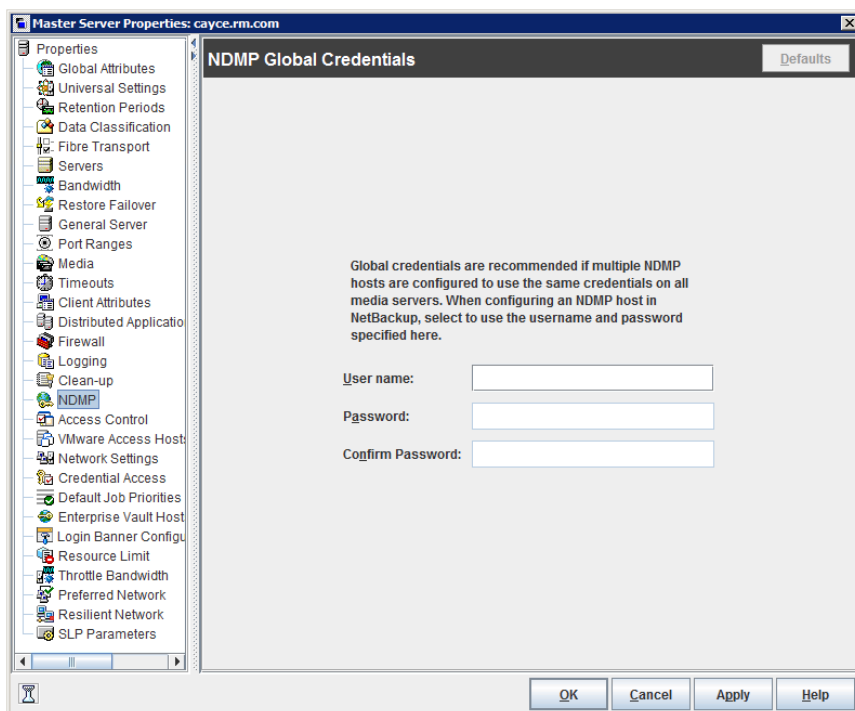 Master Server Properties: cayce.rm.com
Properties
Global Attributes
Universal Settings
Retention Periods
Data Classification
Fibre Transport
Servers
Bandwidth
Restore Failover
General Server
Port Ranges
Media
Timeouts
Client Attributes
Distributed Applicatio
Firewall
Logging
Clean-up
NDMP
Access Control
VMware Access Host
Network Settings
Credential Access
Default Job Priorities
Enterprise Vault Host
Login Banner Configu
Resource Limit
Throttle Bandwidth
Preferred Network
Resilient Network
SLP Parameters
NDMP Global Credentials
Defaults
Global credentials are recommended if multiple NDMP
hosts are configured to use the same credentials on all
media servers. When configuring an NDMP host in
NetBackup, select to use the username and password
specified here.
User name:
Password:
Confirm Password:
OK
Cancel
Apply
Help